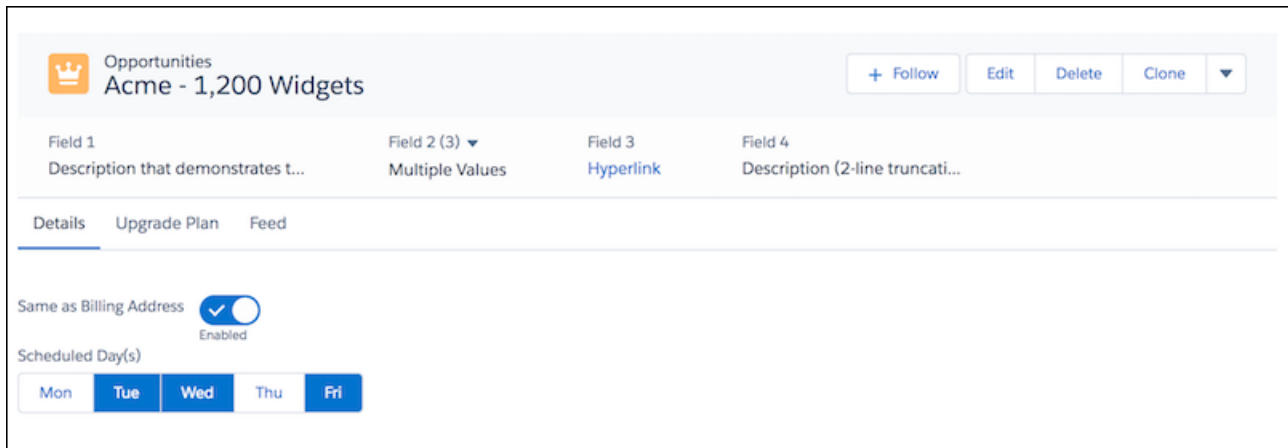 Opportunities
Acme - 1,200 Widgets
+ Follow Edit Delete Clone
Field 1 Field 2 (3) Field 3 Field 4
Description that demonstrates t... Multiple Values Hyperlink Description (2-line truncati...
Details Upgrade Plan Feed
Same as Billing Address
Enabled
Scheduled Day(s)
Mon Tue Wed Thu Fri